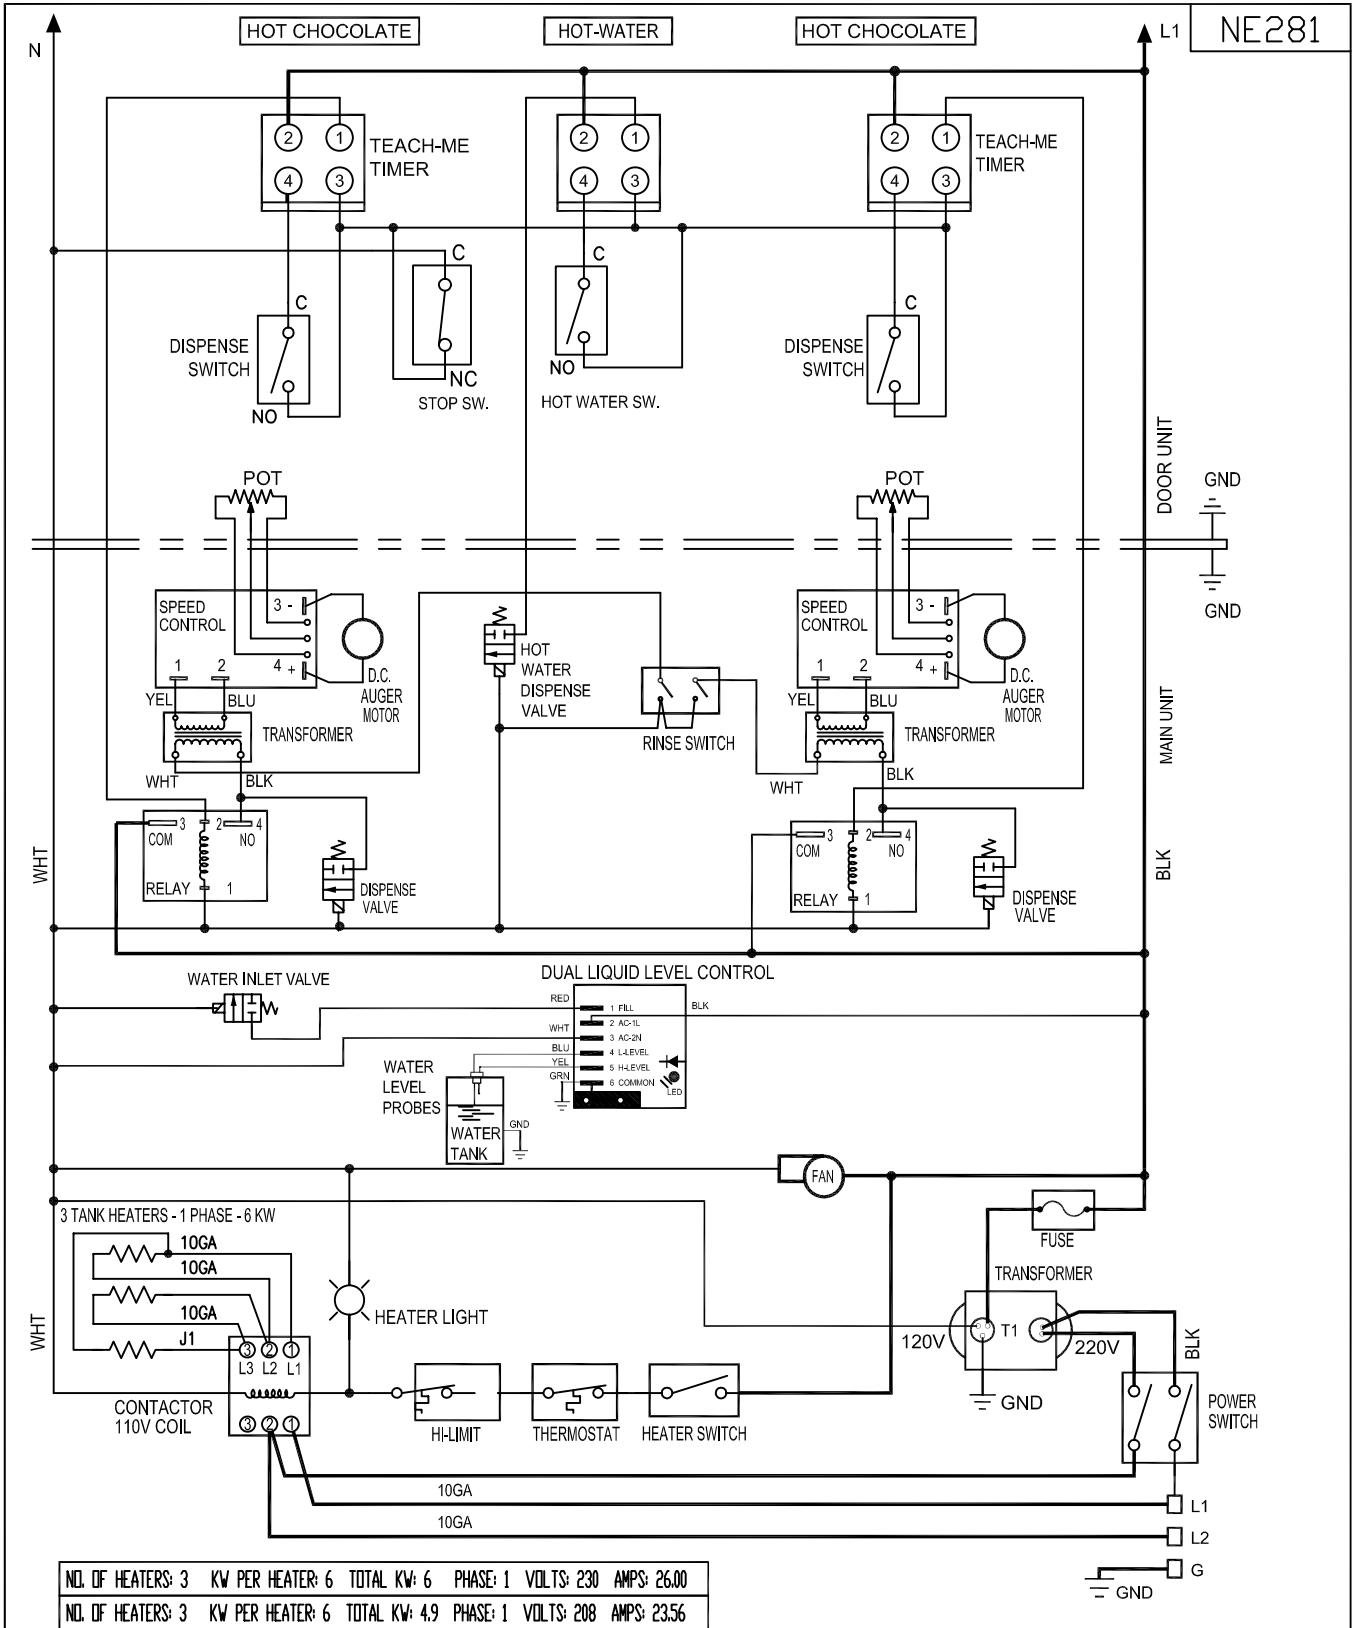 N
HOT CHOCOLATE
HOT-WATER
HOT CHOCOLATE
L1
NE281
2 1
4 3
TEACH-ME
TIMER
2 1
4 3
2 1
4 3
TEACH-ME
TIMER
C
C
C
C
DISPENSE
SWITCH
NO
NC
STOP SW.
NO
HOT WATER SW.
DISPENSE
SWITCH
POT
POT
DOOR UNIT
GND
GND
SPEED
CONTROL
3 -
1 2 4 +
D.C.
AUGER
MOTOR
YEL
BLU
TRANSFORMER
WHT
BLK
HOT
WATER
DISPENSE
VALVE
RINSE SWITCH
SPEED
CONTROL
3 -
1 2 4 +
D.C.
AUGER
MOTOR
YEL
BLU
TRANSFORMER
WHT
BLK
MAIN UNIT
3 2 4
COM NO
RELAY 1
DISPENSE
VALVE
3 2 4
COM NO
RELAY 1
DISPENSE
VALVE
WHT
BLK
WATER INLET VALVE
DUAL LIQUID LEVEL CONTROL
RED
WHT
BLU
YEL
GRN
1 FILL
2 AC-1L
3 AC-2N
4 L-LEVEL
5 H-LEVEL
6 COMMON
LED
BLK
WATER
LEVEL
PROBES
WATER
TANK
GND
FAN
FUSE
3 TANK HEATERS - 1 PHASE - 6 KW
10GA
10GA
10GA
J1
3 2 1
L3 L2 L1
3 2 1
CONTACTOR
110V COIL
WHT
HEATER LIGHT
HI-LIMIT
THERMOSTAT
HEATER SWITCH
TRANSFORMER
120V
T1
220V
GND
BLK
POWER
SWITCH
10GA
L1
10GA
L2
G
GND
NO. OF HEATERS: 3 KW PER HEATER: 6 TOTAL KW: 6 PHASE: 1 VOLTS: 230 AMPS: 26.00
NO. OF HEATERS: 3 KW PER HEATER: 6 TOTAL KW: 4.9 PHASE: 1 VOLTS: 208 AMPS: 23.56